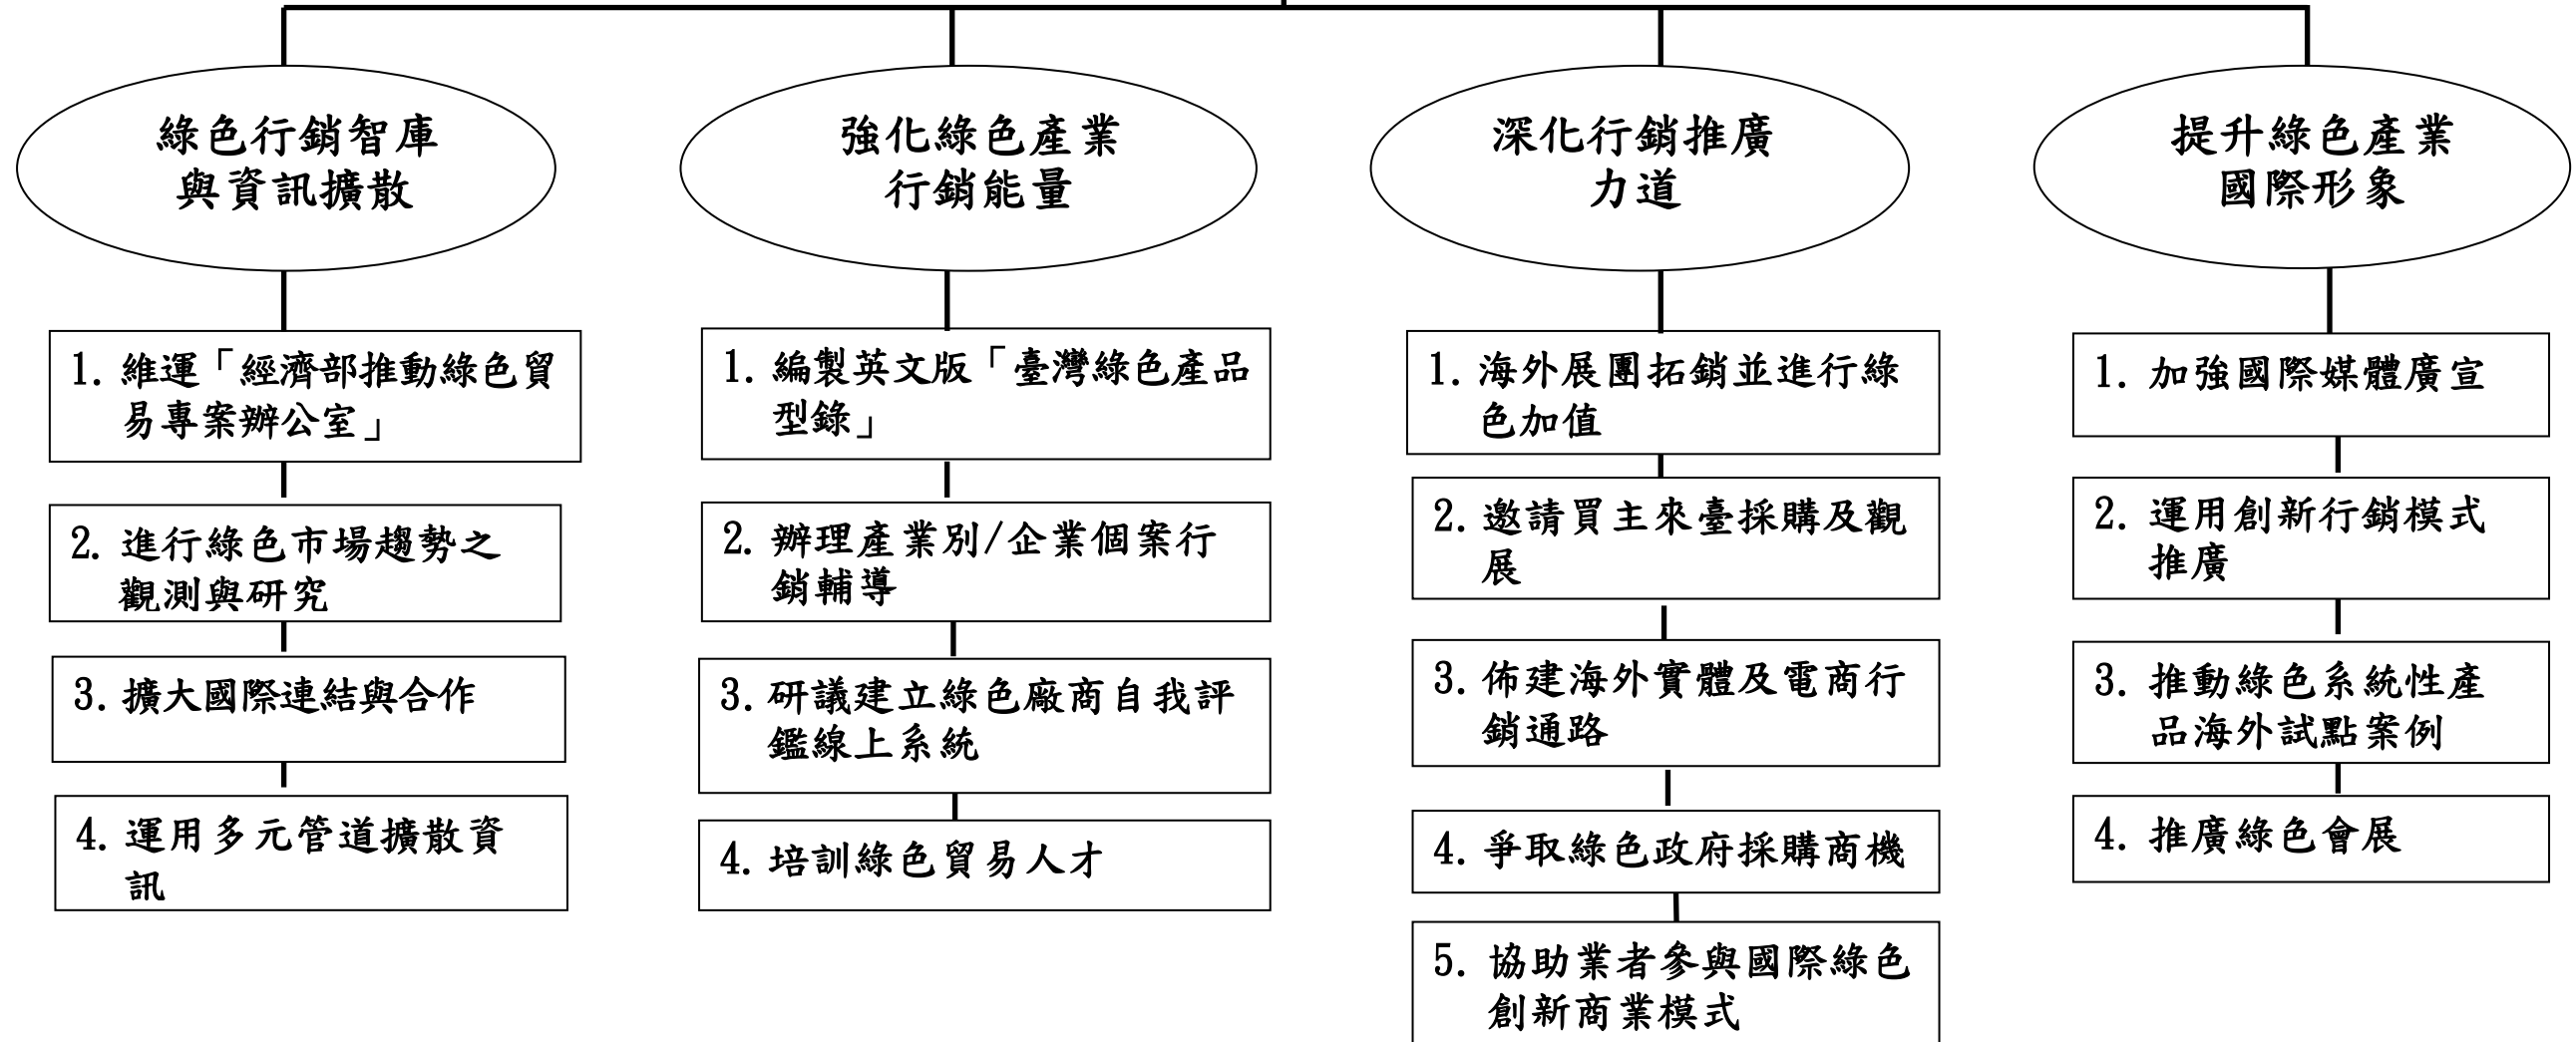 綠色行銷智庫
與資訊擴散
1. 維運「經濟部推動綠色貿
易專案辦公室」
2. 進行綠色市場趨勢之
觀測與研究
3. 擴大國際連結與合作
4. 運用多元管道擴散資
訊
強化綠色產業
行銷能量
1. 編製英文版「臺灣綠色產品
型錄」
2. 辦理產業別/企業個案行
銷輔導
3. 研議建立綠色廠商自我評
鑑線上系統
4. 培訓綠色貿易人才
深化行銷推廣
力道
1. 海外展團拓銷並進行綠
色加值
2. 邀請買主來臺採購及觀
展
3. 佈建海外實體及電商行
銷通路
4. 爭取綠色政府採購商機
5. 協助業者參與國際綠色
創新商業模式
提升綠色產業
國際形象
1. 加強國際媒體廣宣
2. 運用創新行銷模式
推廣
3. 推動綠色系統性產
品海外試點案例
4. 推廣綠色會展